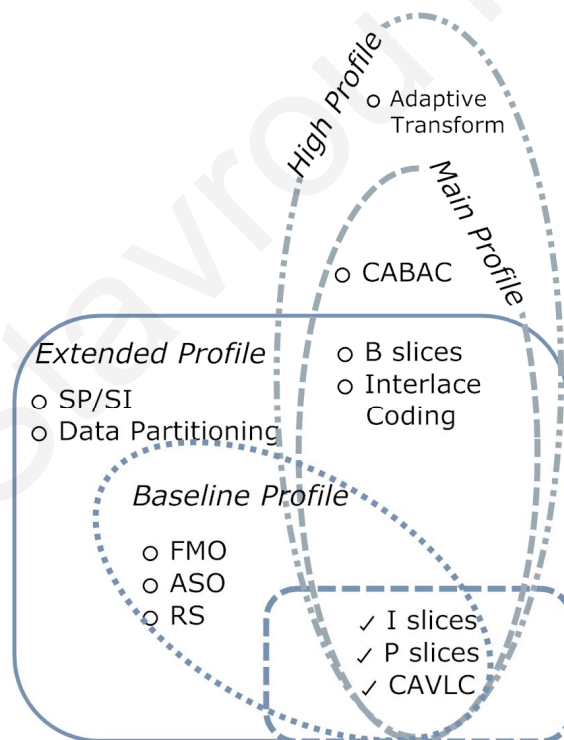 High Profile
Adaptive
Transform
Main Profile
CABAC
Extended Profile
SP/SI
Data Partitioning
B slices
Interlace
Coding
Baseline Profile
FMO
ASO
RS
✓ I slices
✓ P slices
✓ CAVLC